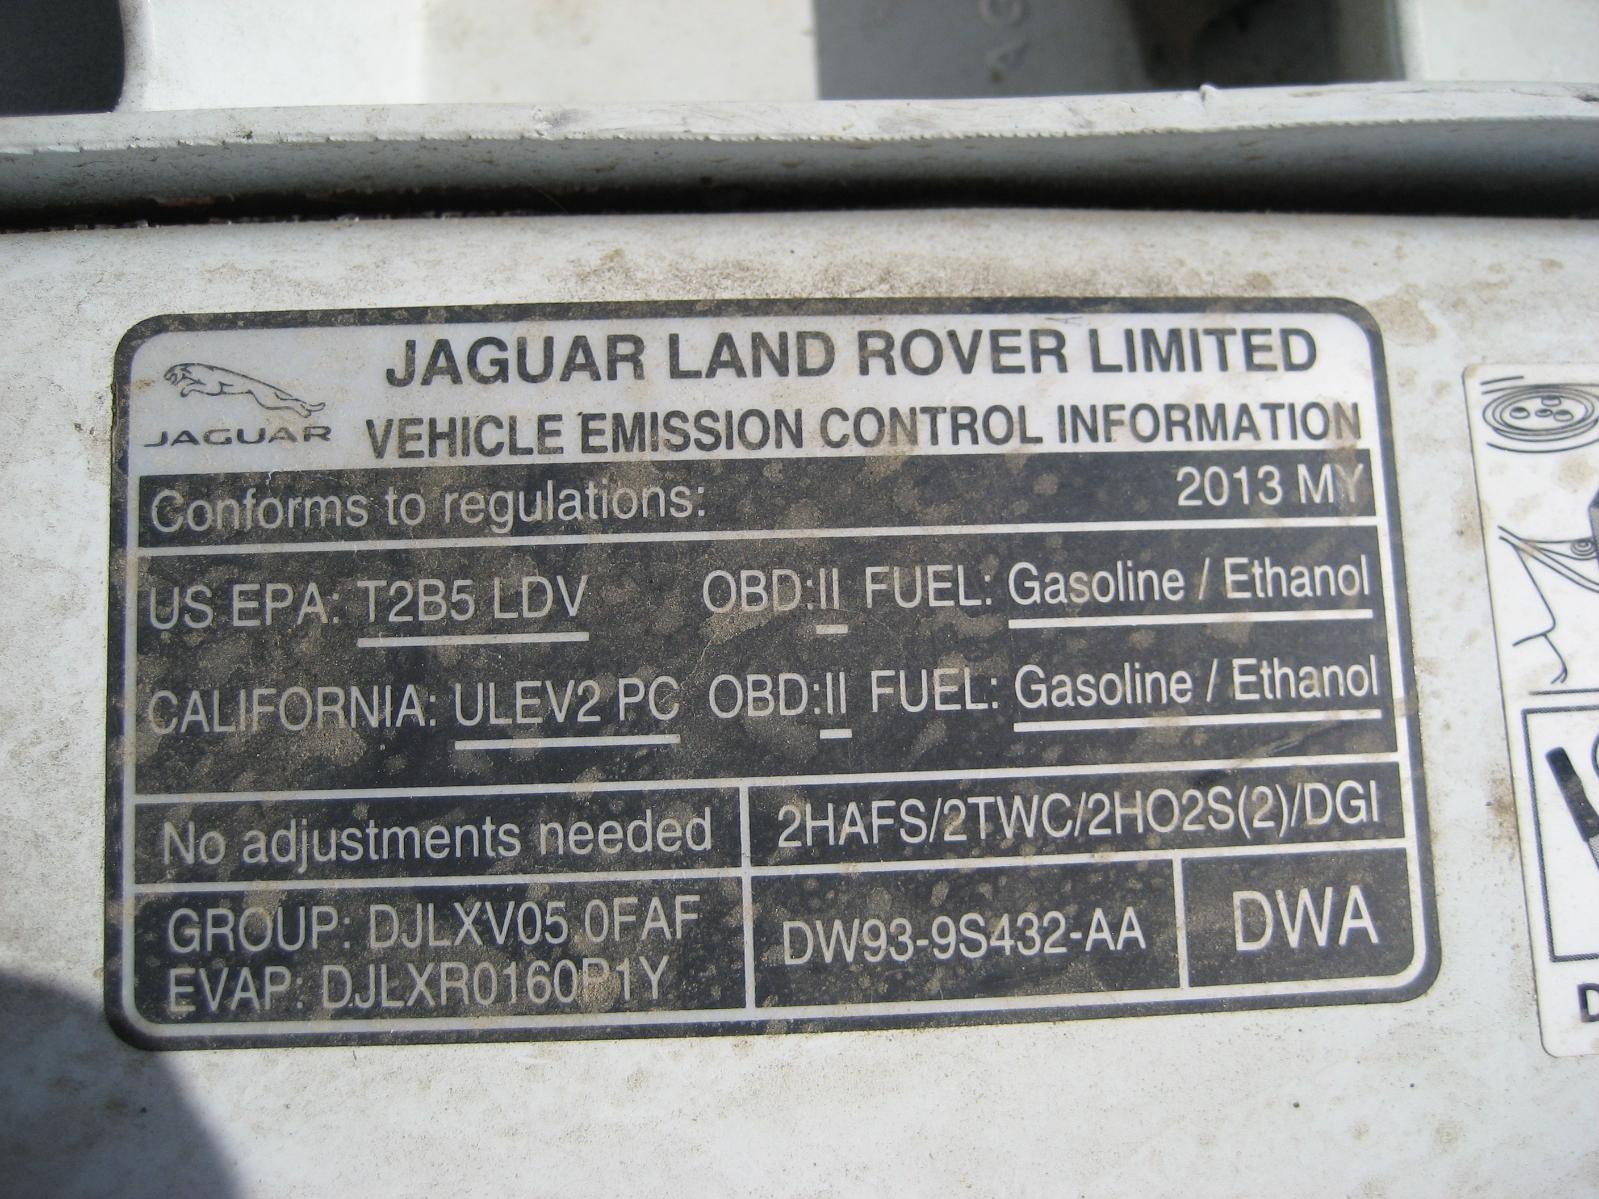 JAGUAR LAND ROVER LIMITED
JAGUAR
VEHICLE EMISSION CONTROL INFORMATION
Conforms to regulations: 2013 MY
US EPA: T2B5 LDV OBD:II FUEL: Gasoline / Ethanol
CALIFORNIA: ULEV2 PC OBD:II FUEL: Gasoline / Ethanol
No adjustments needed 2HAFS/2TWC/2HO2S(2)/DGI
GROUP: DJLXV05.0FAF
EVAP: DJLXR0160P1Y
DW93-9S432-AA
DWA